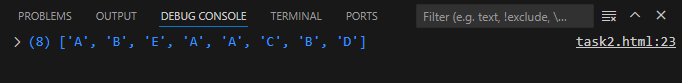 PROBLEMS OUTPUT DEBUG CONSOLE TERMINAL PORTS Filter (e.g. text, !exclude, \...
> (8) ['A', 'B', 'E', 'A', 'A', 'C', 'B', 'D'] task2.html:23